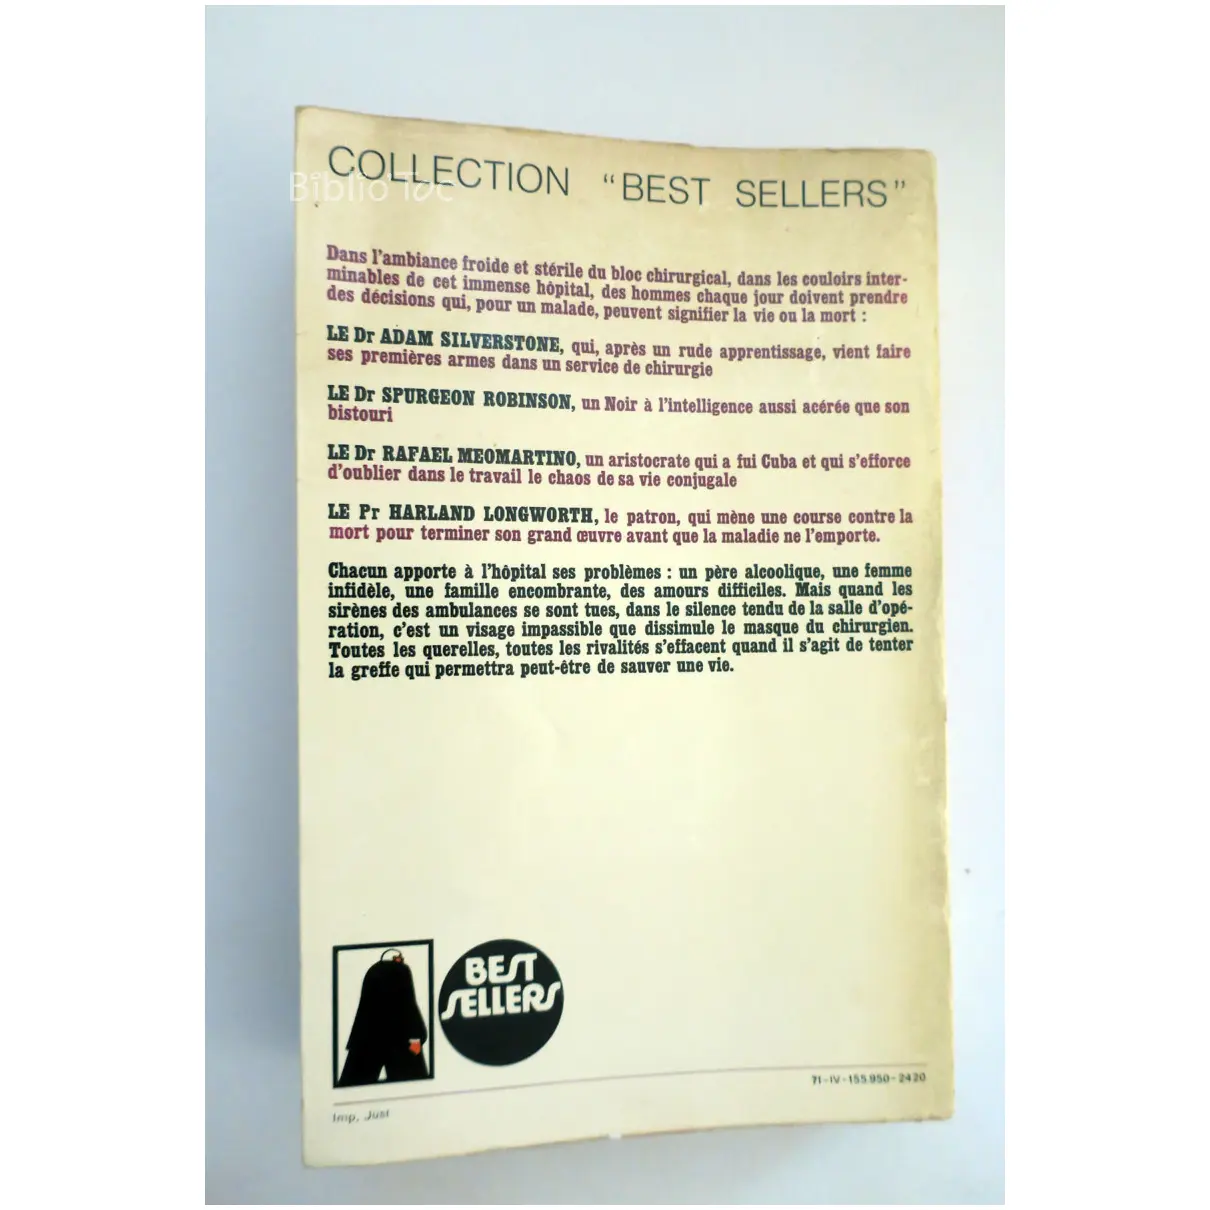 COLLECTION “BEST SELLERS”
Biblio Toc
Dans l'ambiance froide et stérile du bloc chirurgical, dans les couloirs inter-
minables de cet immense hôpital, des hommes chaque jour doivent prendre
des décisions qui, pour un malade, peuvent signifier la vie ou la mort :
LE Dr ADAM SILVERSTONE, qui, après un rude apprentissage, vient faire
ses premières armes dans un service de chirurgie
LE Dr SPURGEON ROBINSON, un Noir à l'intelligence aussi acérée que son
bistouri
LE Dr RAFAEL MEOMARTINO, un aristocrate qui a fui Cuba et qui s'efforce
d'oublier dans le travail le chaos de sa vie conjugale
LE Pr HARLAND LONGWORTH, le patron, qui mène une course contre la
mort pour terminer son grand œuvre avant que la maladie ne l'emporte.
Chacun apporte à l'hôpital ses problèmes : un père alcoolique, une femme
infidèle, une famille encombrante, des amours difficiles. Mais quand les
sirènes des ambulances se sont tues, dans le silence tendu de la salle d'opé-
ration, c'est un visage impassible que dissimule le masque du chirurgien.
Toutes les querelles, toutes les rivalités s'effacent quand il s'agit de tenter
la greffe qui permettra peut-être de sauver une vie.
BEST
SELLERS
71-IV-155.950-2420
Imp. Just